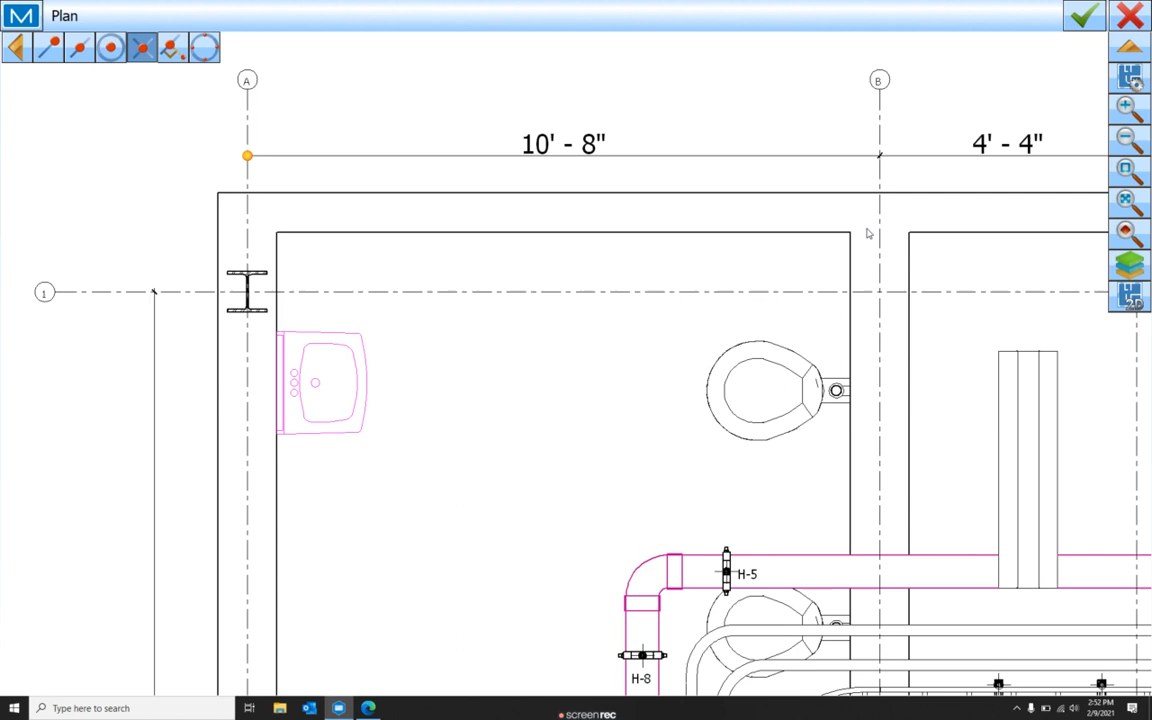 M Plan
A
B
10' - 8"
4' - 4"
1
2D
H-5
H-8
Type here to search
screenrec
2:52 PM
2/9/2021